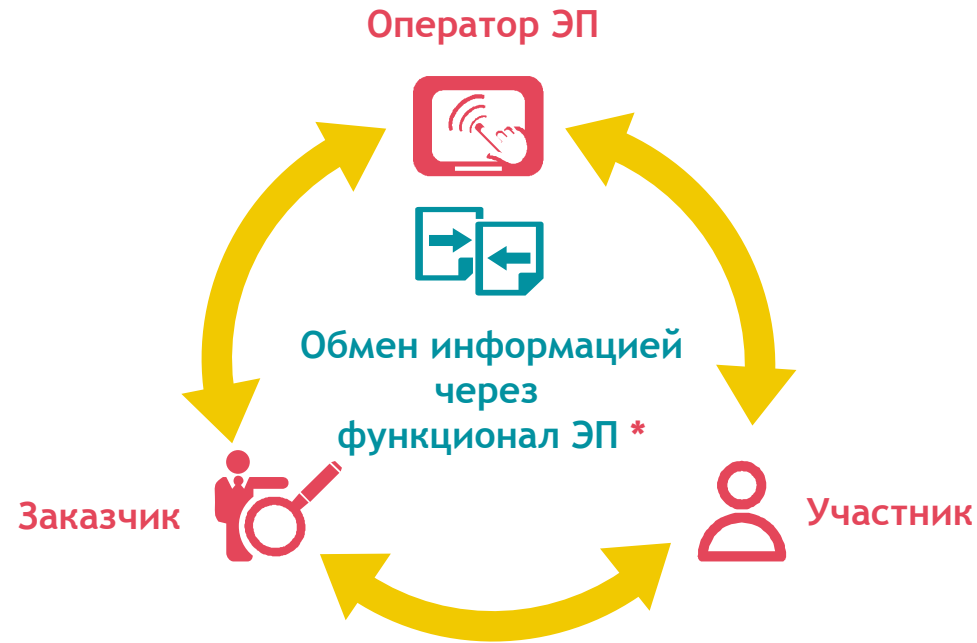 Оператор ЭП
Обмен информацией
через
функционал ЭП *
Заказчик
Участник